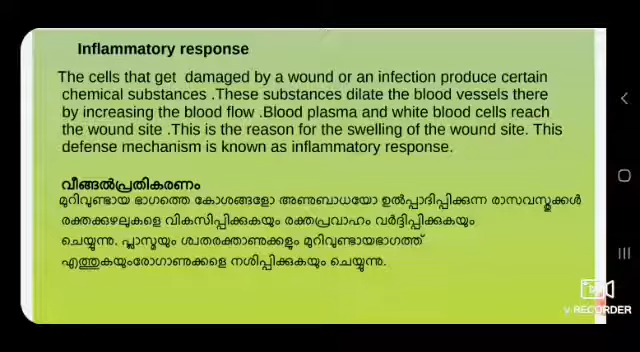 Inflammatory response
The cells that get damaged by a wound or an infection produce certain
chemical substances .These substances dilate the blood vessels there
by increasing the blood flow .Blood plasma and white blood cells reach
the wound site .This is the reason for the swelling of the wound site. This
defense mechanism is known as inflammatory response.
വീങ്ങൽപ്രതികരണം
മുറിവുണ്ടായ ഭാഗത്തെ കോശങ്ങളോ അണുബാധയോ ഉൽപ്പാദിപ്പിക്കുന്ന രാസവസ്തുക്കൾ
രക്തക്കുഴലുകളെ വികസിപ്പിക്കുകയും രക്തപ്രവാഹം വർദ്ദിപ്പിക്കുകയും
ചെയ്യുന്നു. പ്ലാസ്മയും ശ്വതരക്താണുക്കളും മുറിവുണ്ടായഭാഗത്ത്
എത്തുകയുംരോഗാണുക്കളെ നശിപ്പിക്കുകയും ചെയ്യുന്നു.
V RECORDER